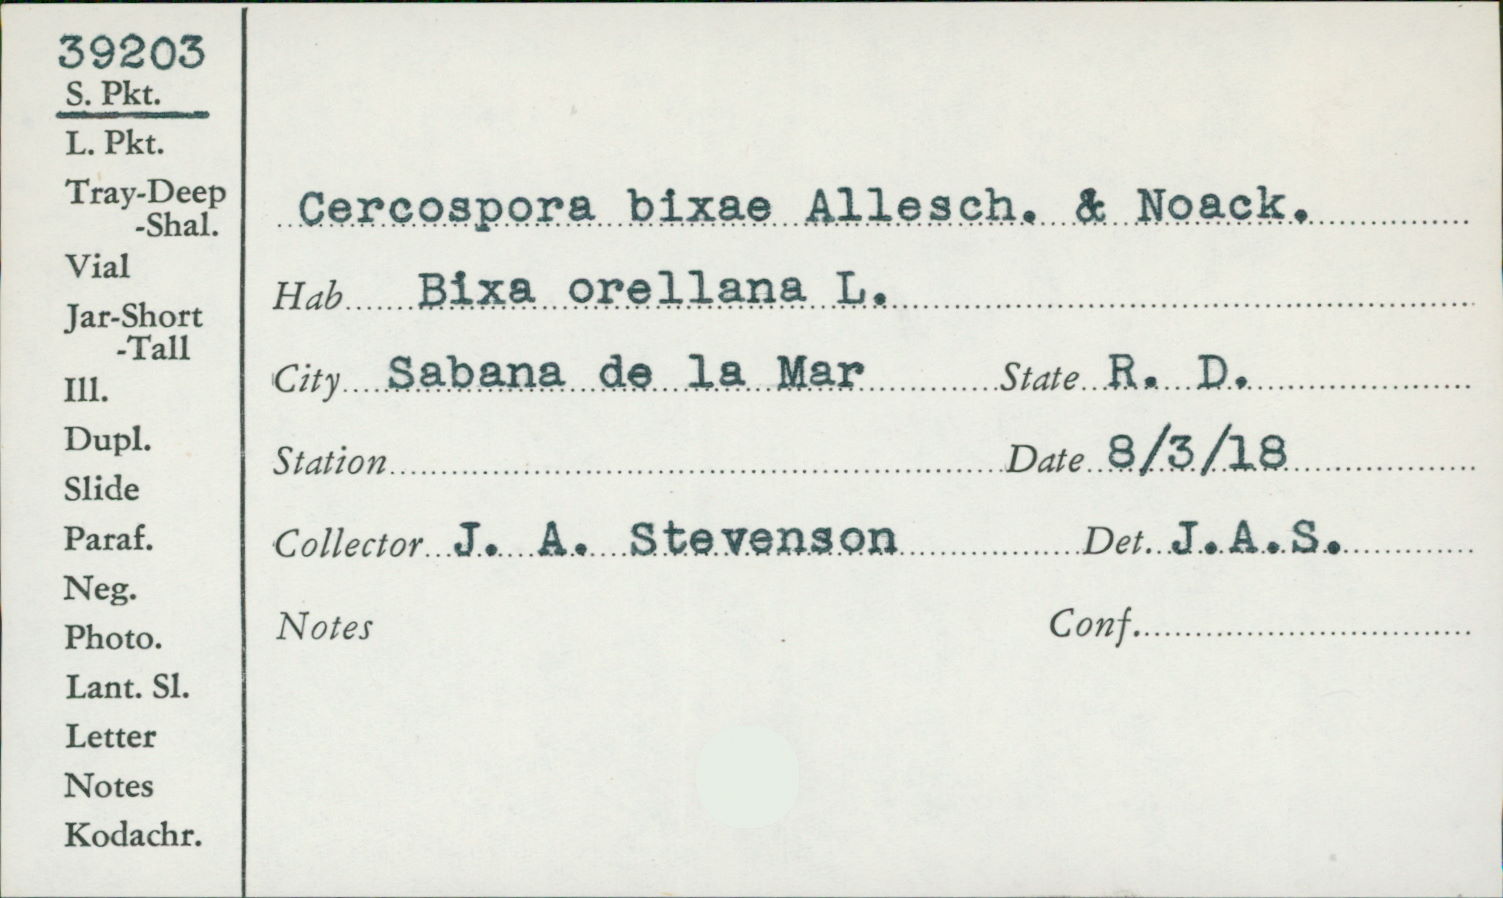 39203
S. Pkt.
L. Pkt.
Tray-Deep
-Shal.
Vial
Jar-Short
-Tall
Ill.
Dupl.
Slide
Paraf.
Neg.
Photo.
Lant. Sl.
Letter
Notes
Kodachr.
Cercospora bixae Allesch. & Noack.
Hab Bixa orellana L.
City Sabana de la Mar State R. D.
Station Date 8/3/18
Collector J. A. Stevenson Det. J.A.S.
Notes Conf.